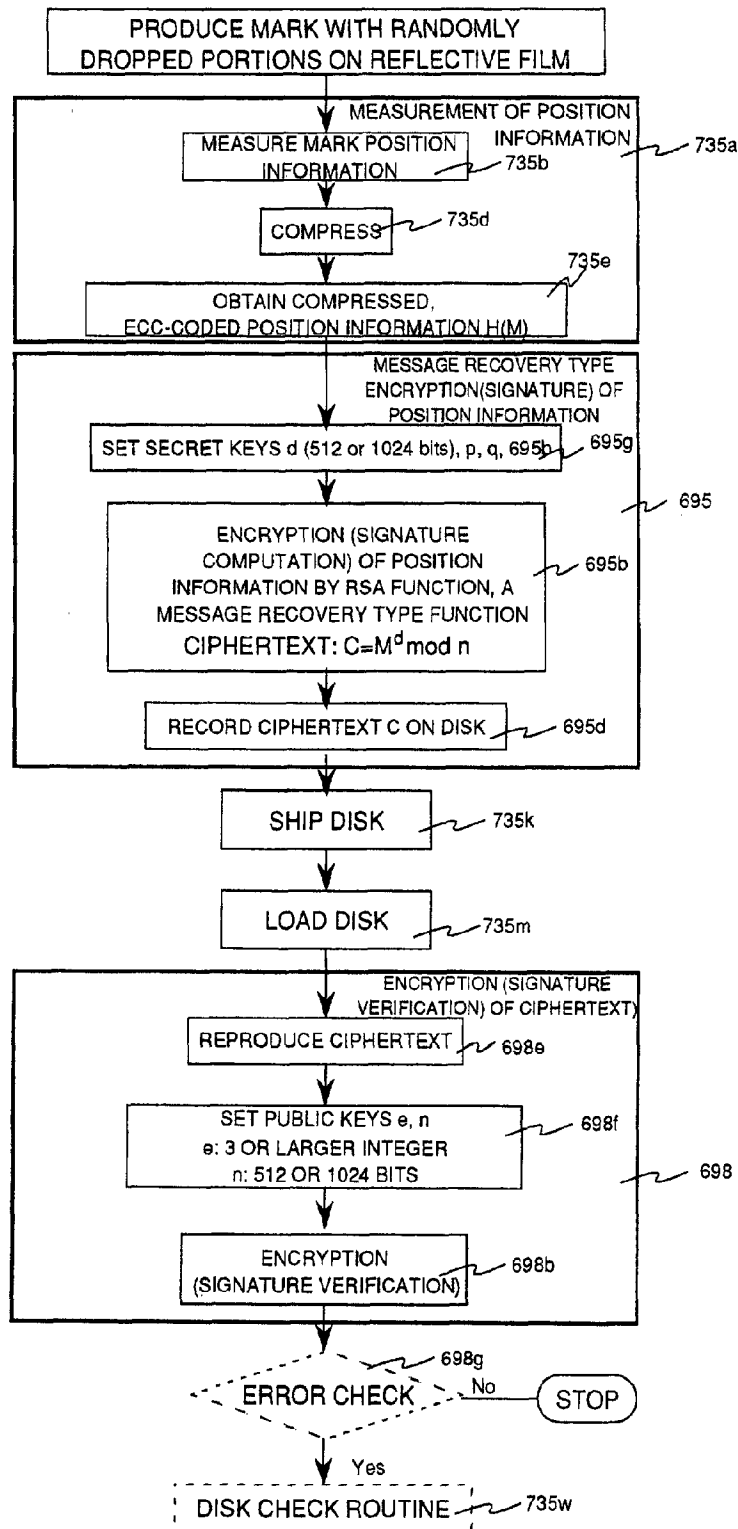 PRODUCE MARK WITH RANDOMLY
DROPPED PORTIONS ON REFLECTIVE FILM
MEASUREMENT OF POSITION
INFORMATION
735a
MEASURE MARK POSITION
INFORMATION
735b
COMPRESS
735d
735e
OBTAIN COMPRESSED,
ECC-CODED POSITION INFORMATION H(M)
MESSAGE RECOVERY TYPE
ENCRYPTION(SIGNATURE) OF
POSITION INFORMATION
SET SECRET KEYS d (512 or 1024 bits), p, q, 695h
695g
695
ENCRYPTION (SIGNATURE
COMPUTATION) OF POSITION
INFORMATION BY RSA FUNCTION, A
MESSAGE RECOVERY TYPE FUNCTION
CIPHERTEXT: C=M^d mod n
695b
RECORD CIPHERTEXT C ON DISK
695d
SHIP DISK
735k
LOAD DISK
735m
ENCRYPTION (SIGNATURE
VERIFICATION) OF CIPHERTEXT)
REPRODUCE CIPHERTEXT
698e
SET PUBLIC KEYS e, n
e: 3 OR LARGER INTEGER
n: 512 OR 1024 BITS
698f
698
ENCRYPTION
(SIGNATURE VERIFICATION)
698b
698g
ERROR CHECK
No
STOP
Yes
DISK CHECK ROUTINE
735w